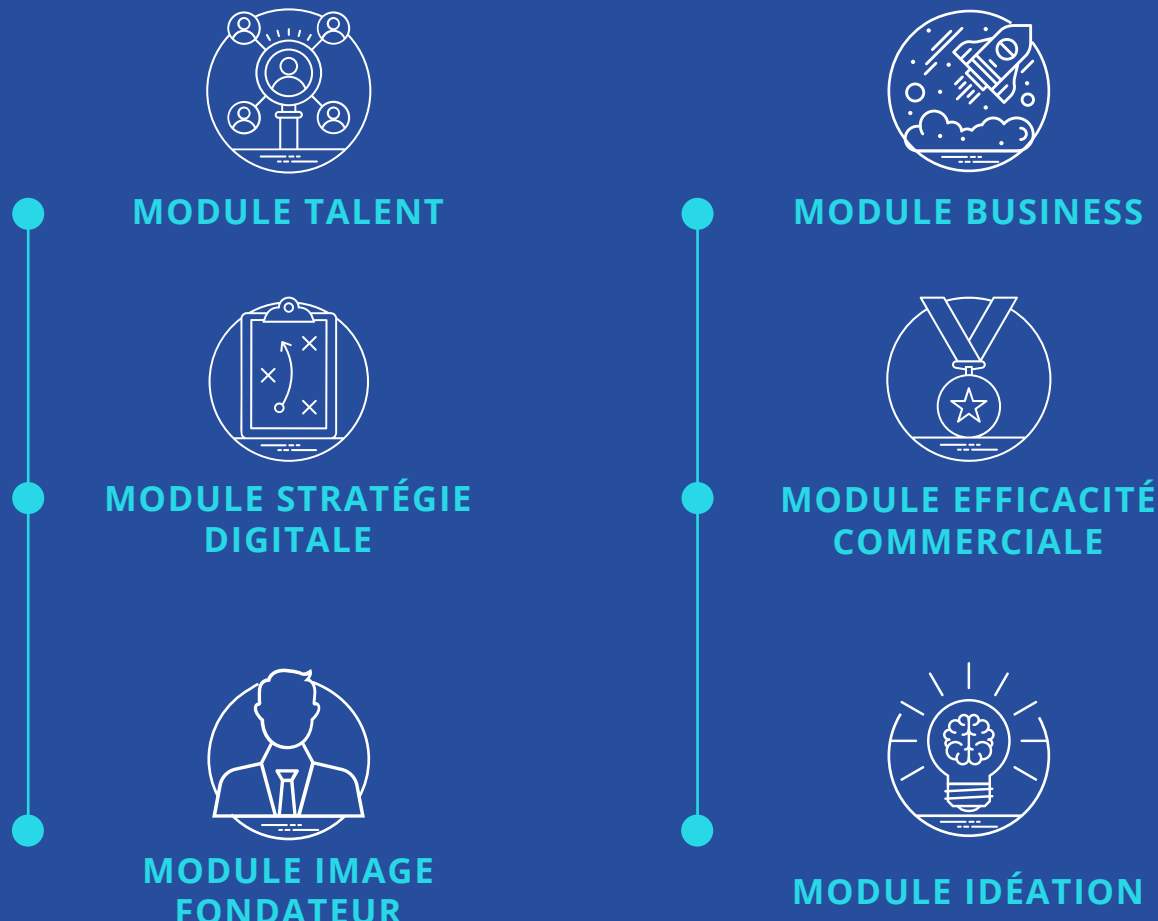 MODULE TALENT
MODULE BUSINESS
MODULE STRATÉGIE
DIGITALE
MODULE EFFICACITÉ
COMMERCIALE
MODULE IMAGE
FONDATEUR
MODULE IDÉATION